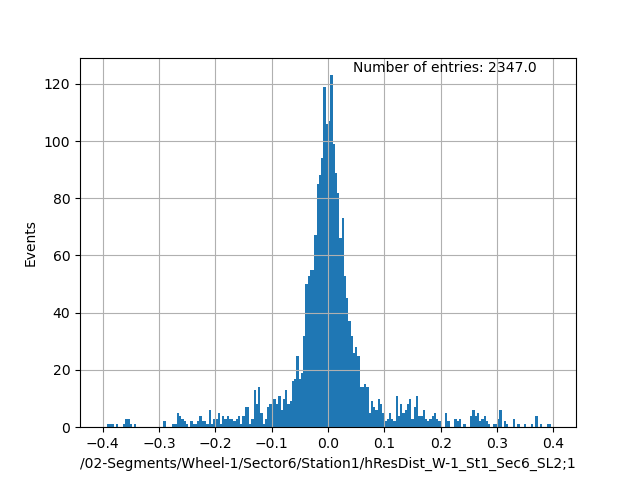 Number of entries: 2347.0
120
100
80
60
40
20
0
Events
−0.4 −0.3 −0.2 −0.1 0.0 0.1 0.2 0.3 0.4
/02-Segments/Wheel-1/Sector6/Station1/hResDist_W-1_St1_Sec6_SL2;1